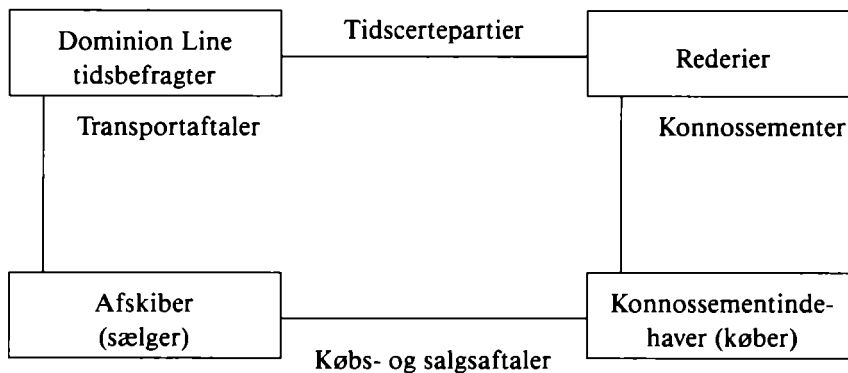 Dominion Line
tidsbefragter
Tidscertepartier
Rederier
Transportaftaler
Konnossementer
Afskiber
(sælger)
Konnossementinde-
haver (køber)
Købs- og salgsaftaler